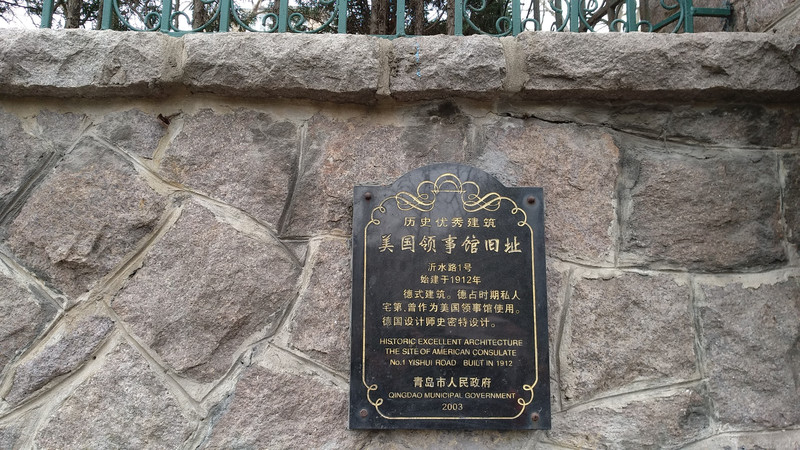 历史优秀建筑
美国领事馆旧址
沂水路1号
始建于1912年
德式建筑。德占时期私人
宅第，曾作为美国领事馆使用。
德国设计师史密特设计。
HISTORIC EXCELLENT ARCHITECTURE
THE SITE OF AMERICAN CONSULATE
No.1 YISHUI ROAD BUILT IN 1912
青岛市人民政府
QINGDAO MUNICIPAL GOVERNMENT
2003